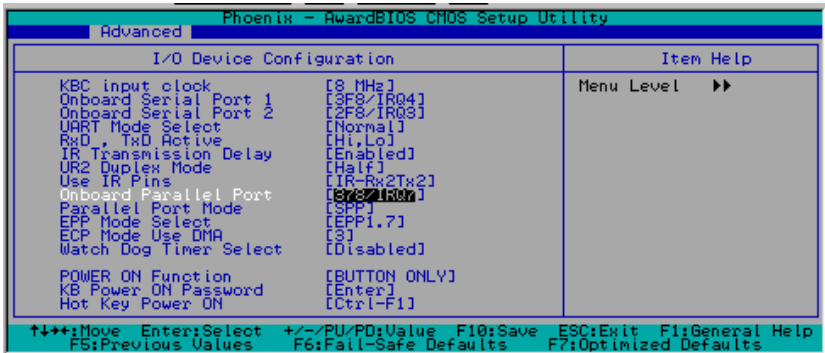 Phoenix - AwardBIOS CMOS Setup Utility
Advanced
I/O Device Configuration
Item Help
KBC input clock [8 MHz]
Menu Level ▶▶
Onboard Serial Port 1 [3F8/IRQ4]
Onboard Serial Port 2 [2F8/IRQ3]
UART Mode Select [Normal]
RxD , TxD Active [Hi,Lo]
IR Transmission Delay [Enabled]
UR2 Duplex Mode [Half]
Use IR Pins [IR-Rx2Tx2]
Onboard Parallel Port [378/IRQ7]
Parallel Port Mode [SPP]
EPP Mode Select [EPP1.7]
ECP Mode Use DMA [3]
Watch Dog Timer Select [Disabled]
POWER ON Function [BUTTON ONLY]
KB Power ON Password [Enter]
Hot Key Power ON [Ctrl-F1]
↑↓→←:Move Enter:Select +/-/PU/PD:Value F10:Save ESC:Exit F1:General Help
F5:Previous Values F6:Fail-Safe Defaults F7:Optimized Defaults